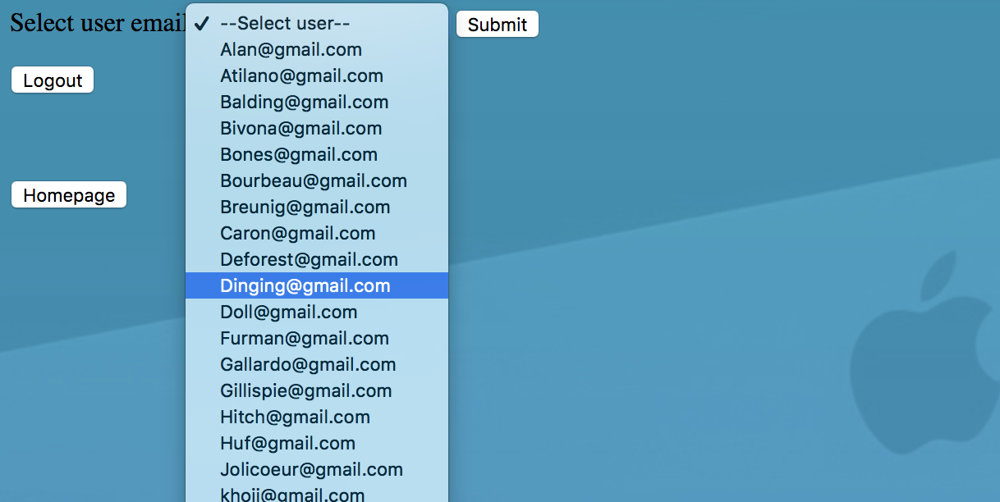 Select user email
--Select user--
Submit
Alan@gmail.com
Atilano@gmail.com
Logout
Balding@gmail.com
Bivona@gmail.com
Bones@gmail.com
Bourbeau@gmail.com
Homepage
Breunig@gmail.com
Caron@gmail.com
Deforest@gmail.com
Dinging@gmail.com
Doll@gmail.com
Furman@gmail.com
Gallardo@gmail.com
Gillispie@gmail.com
Hitch@gmail.com
Huf@gmail.com
Jolicoeur@gmail.com
khoji@gmail.com